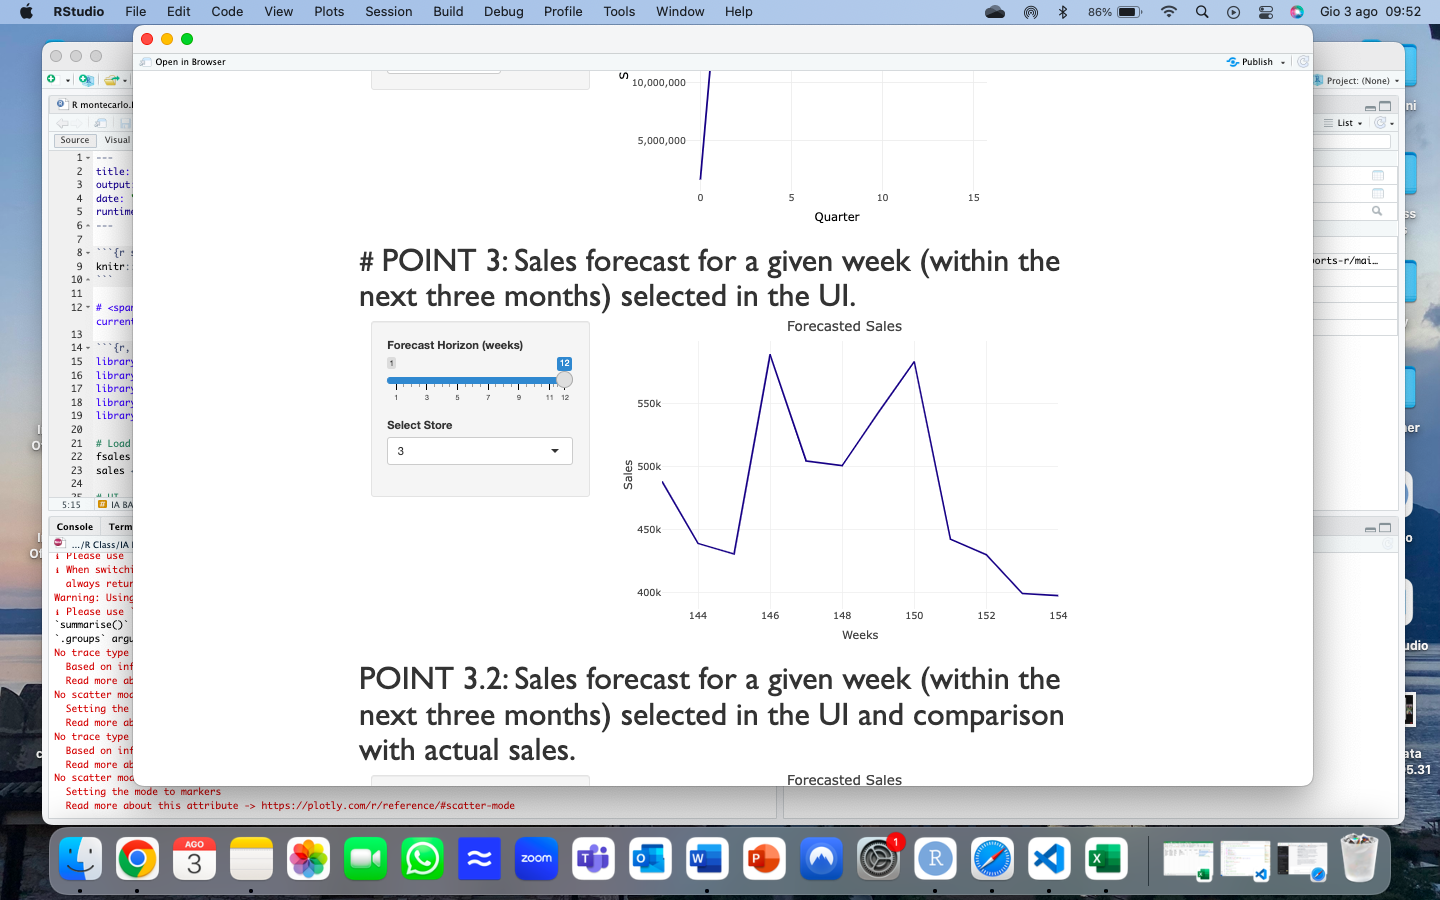 RStudio File Edit Code View Plots Session Build Debug Profile Tools Window Help 86% Gio 3 ago 09:52
Open in Browser Publish
Project: (None)
R montecarlo.
List
Source Visual
10,000,000
5,000,000
0 5 10 15
Quarter
1 ---
2 title:
3 output
4 date:
5 runtime
6 ---
7
8 ```{r s
9 knitr::
10 ```
11
12 # <span
current
13
14 ```{r,
15 library
16 library
17 library
18 library
19 library
20
21 # Load
22 fsales
23 sales
24
5:15 IA BA
# POINT 3: Sales forecast for a given week (within the
next three months) selected in the UI.
ports-r/mai…
Forecast Horizon (weeks)
1 12
1 3 5 7 9 11 12
Select Store
3
Forecasted Sales
Sales
550k
500k
450k
400k
144 146 148 150 152 154
Weeks
Console Term
.../R Class/IA
i Please use
i When switchi
always retur
Warning: Using
i Please use `
`summarise()`
`.groups` argu
No trace type
Based on inf
Read more ab
No scatter mod
Setting the
Read more ab
No trace type
Based on inf
Read more ab
No scatter mod
Setting the mode to markers
Read more about this attribute -> https://plotly.com/r/reference/#scatter-mode
POINT 3.2: Sales forecast for a given week (within the
next three months) selected in the UI and comparison
with actual sales.
Forecasted Sales
AGO
3
zoom
1